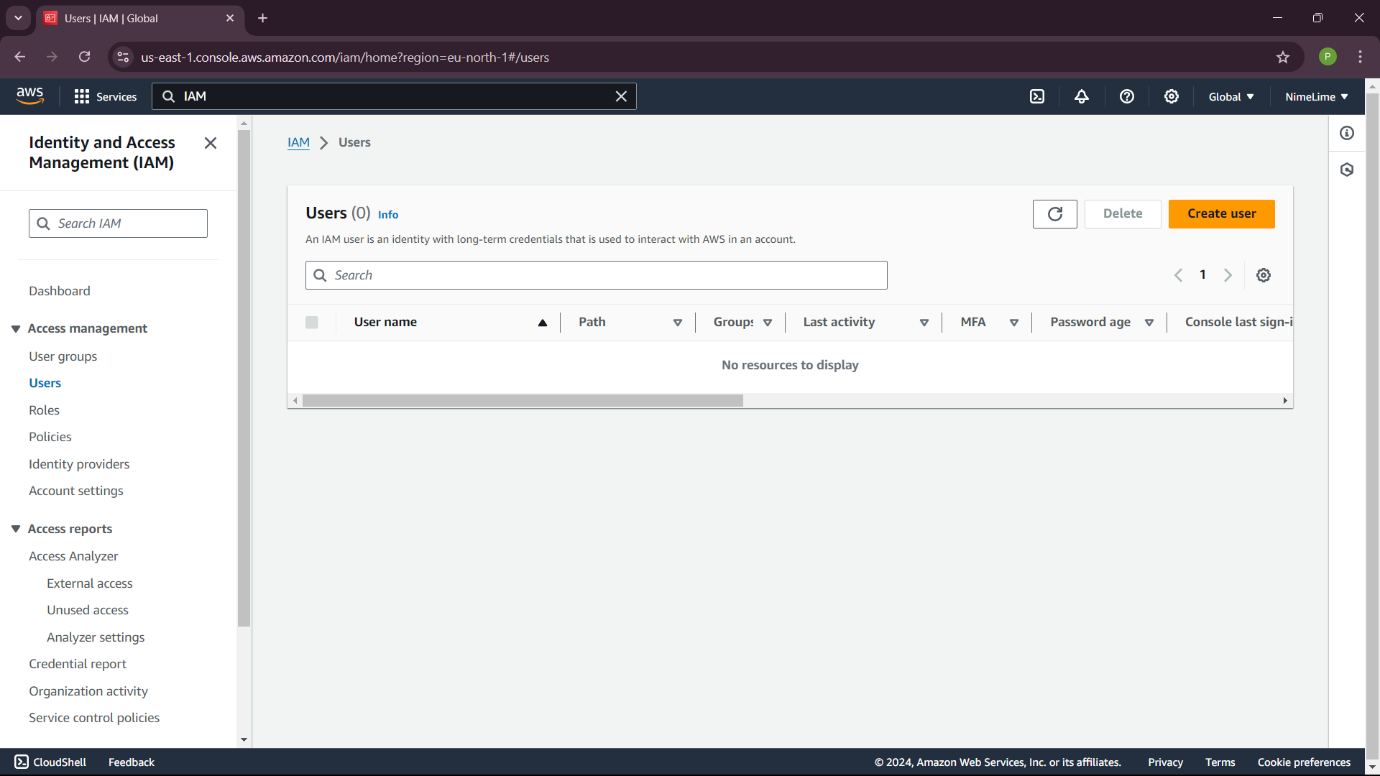 Users | IAM | Global
us-east-1.console.aws.amazon.com/iam/home?region=eu-north-1#/users
P
aws
Services
IAM
Global
NimeLime
Identity and Access
Management (IAM)
Search IAM
Dashboard
Access management
User groups
Users
Roles
Policies
Identity providers
Account settings
Access reports
Access Analyzer
External access
Unused access
Analyzer settings
Credential report
Organization activity
Service control policies
IAM > Users
Users (0) Info
Delete
Create user
An IAM user is an identity with long-term credentials that is used to interact with AWS in an account.
Search
1
User name Path Groups Last activity MFA Password age Console last sign-i
No resources to display
CloudShell Feedback © 2024, Amazon Web Services, Inc. or its affiliates. Privacy Terms Cookie preferences